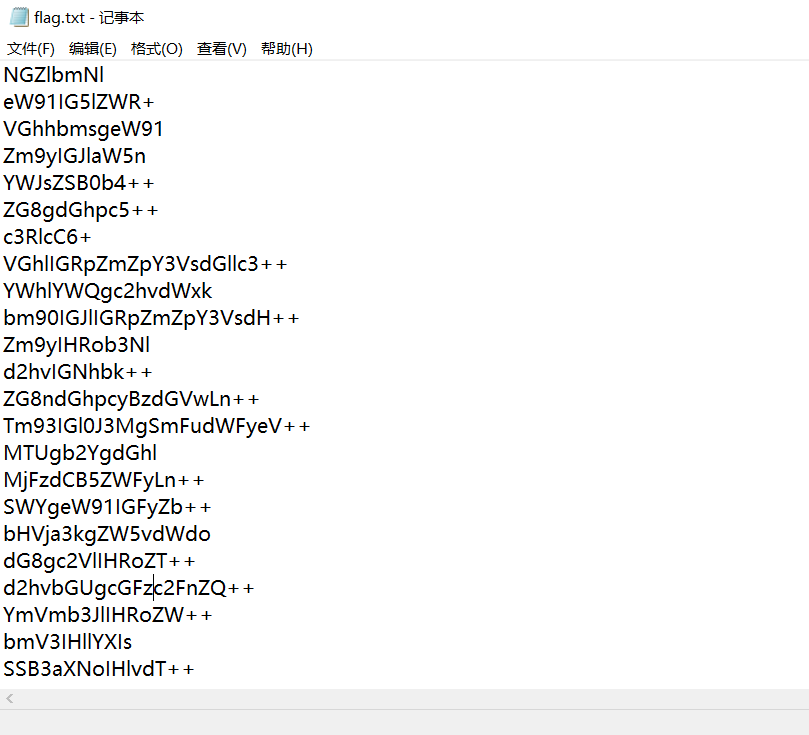 flag.txt - 记事本
文件(F) 编辑(E) 格式(O) 查看(V) 帮助(H)
NGZlbmNl
eW91IG5lZWR+
VGhhbmsgeW91
Zm9yIGJlaW5n
YWJsZSB0b4++
ZG8gdGhpc5++
c3RlcC6+
VGhlIGRpZmZpY3VsdGllc3++
YWhlYWQgc2hvdWxk
bm90IGJlIGRpZmZpY3VsdH++
Zm9yIHRob3Nl
d2hvIGNhbk++
ZG8ndGhpcyBzdGVwLn++
Tm93IGl0J3MgSmFudWFyeV++
MTUgb2YgdGhl
MjFzdCB5ZWFyLn++
SWYgeW91IGFyZb++
bHVja3kgZW5vdWdo
dG8gc2VlIHRoZT++
d2hvbGUgcGFzc2FnZQ++
YmVmb3JlIHRoZW++
bmV3IHllYXIs
SSB3aXNoIHlvdT++